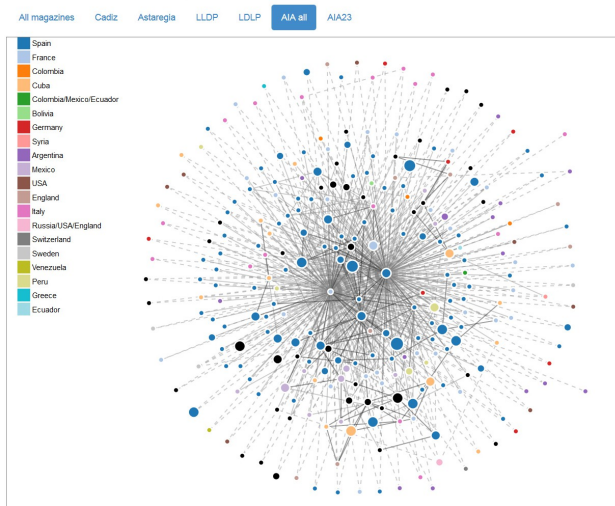 All magazines Cadiz Astaregia LLDP LDLP AIA all AIA23
Spain
France
Colombia
Cuba
Colombia/Mexico/Ecuador
Bolivia
Germany
Syria
Argentina
Mexico
USA
England
Italy
Russia/USA/England
Switzerland
Sweden
Venezuela
Peru
Greece
Ecuador